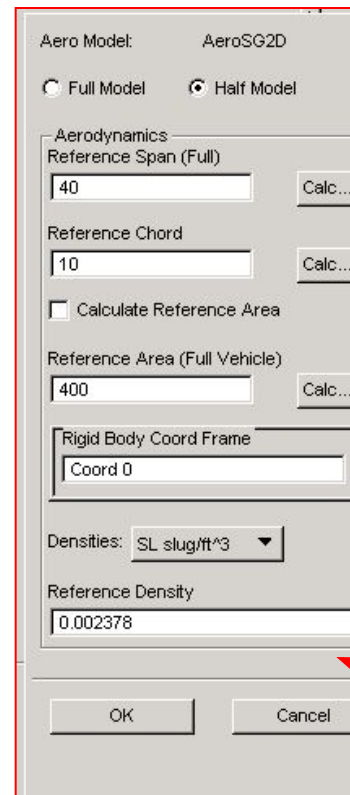 Aero Model: AeroSG2D
Full Model Half Model
Aerodynamics
Reference Span (Full)
40 Calc...
Reference Chord
10 Calc...
Calculate Reference Area
Reference Area (Full Vehicle)
400 Calc...
Rigid Body Coord Frame
Coord 0
Densities: SL slug/ft^3
Reference Density
0.002378
OK Cancel